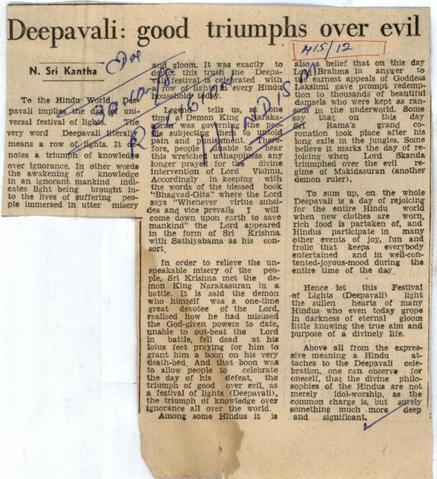 Deepavali: good triumphs over evil
N. Sri Kantha
415/12
HINDUISM
To the Hindu World Dee-
pavali implies the uni-
versal festival of lights. The
very word Deepavali literally
means a row of lights. It de-
notes a triumph of knowledge
over ignorance. In other words
the awakening of knowledge
in an ignorant mankind indi-
cates light being brought in-
to the lives of suffering peo-
ple immersed in utter misery
and gloom. It was exactly to
this truth the Deepa-
vali festival is celebrated with
a row of lights in every Hindu
household today.
Legend tells us, at one
time Demon King
was governing the people
subjecting them to untold
pain and
ple, unable to bear
this wretched any
longer prayed for the divine
intervention of Lord Vishnu.
Accordingly in keeping with
the words of the blessed book
"Bhagvad-Gita" where the Lord
says "Whenever virtue subsi-
des and vice prevails I will
come down upon earth to save
mankind" the Lord appeared
in the form of Sri Krishna
with Sathiyabama as his con-
sort.
In order to relieve the un-
speakable misery of the people,
Sri Krishna met the de-
mon King Narakasuran in a
battle. It is said the demon
who himself was a one-time
great devotee of the Lord,
realised how he had misused
the God-given powers to date,
unable to out-beat the Lord
in battle, fell dead at his
lotus feet praying for him to
grant him a boon on his very
death-bed. And that boon was
to allow people to celebrate
the day of his defeat, the
triumph of good over evil, as
a festival of lights (Deepavali),
the triumph of knowledge over
ignorance all over the world.
Among some Hindus it is
also a belief that on this day
Lord Brahma in answer to
the earnest appeals of Goddess
Lakshmi gave prompt redemp-
tion to thousands of beautiful
damsels who were kept as ran-
som in the underworld. Some
say that on this day
Sri Rama's grand co-
ronation took place after his
long exile in the jungles. Some
believe it marks the day of re-
joicing when Lord Skanda
triumphed over the evil re-
gime of Makidasuran (another
demon ruler).
To sum up, on the whole
Deepavali is a day of rejoicing
for the entire Hindu world
when new clothes are worn,
rich food is partaken of, and
Hindus participate in many
other events of joy, fun and
frolic that keeps everybody
entertained and in well-con-
tented-joyous-mood during the
entire time of the day.
Hence let this Festival
of Lights (Deepavali) light
the sullen hearts of many
Hindus who even today grops
in darkness of eternal gloom
little knowing the true aim and
purpose of a divinely life.
Above all from the expres-
sive meaning a Hindu at-
taches to the Deepavali cele-
bration, one can observe for
oneself, that the divine philo-
sophies of the Hindus are not
merely idol-worship, as the
common charge is, but surely
something much more deep
and significant.